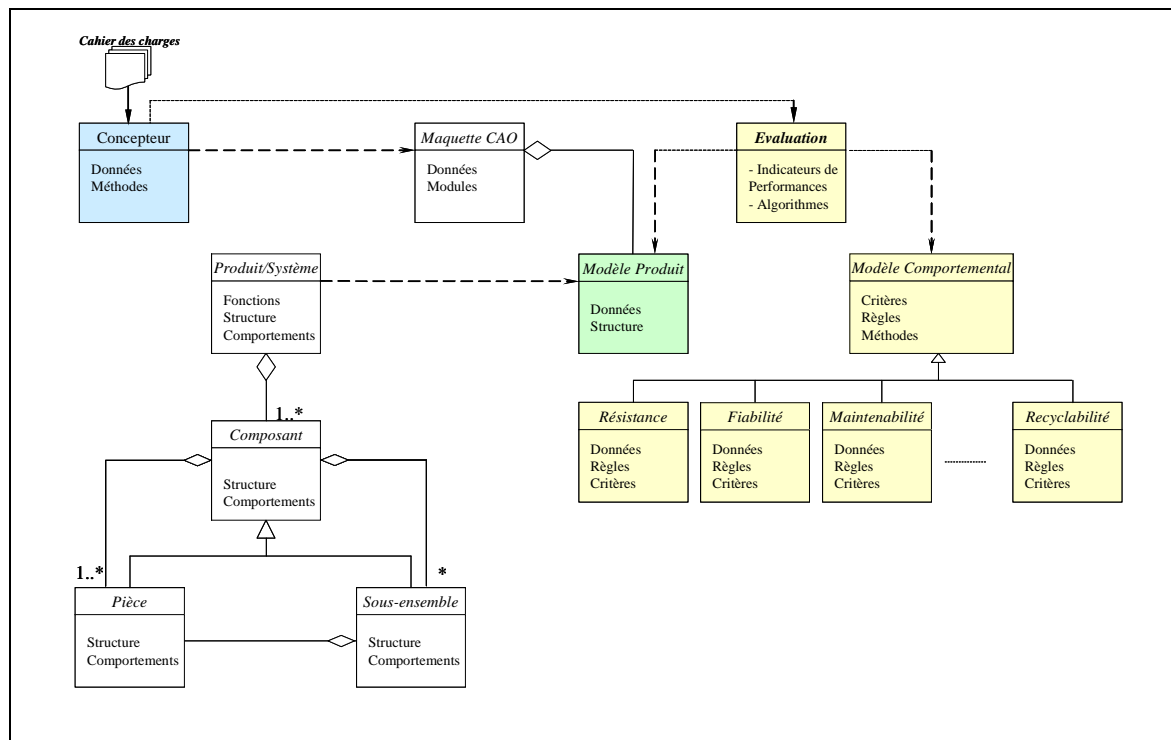 Cahier des charges
Concepteur
Données
Méthodes
Maquette CAO
Données
Modules
Evaluation
- Indicateurs de
Performances
- Algorithmes
Produit/Système
Fonctions
Structure
Comportements
Modèle Produit
Données
Structure
Modèle Comportemental
Critères
Règles
Méthodes
1..*
Composant
Structure
Comportements
Résistance
Données
Règles
Critères
Fiabilité
Données
Règles
Critères
Maintenabilité
Données
Règles
Critères
Recyclabilité
Données
Règles
Critères
1..*
*
Pièce
Structure
Comportements
Sous-ensemble
Structure
Comportements